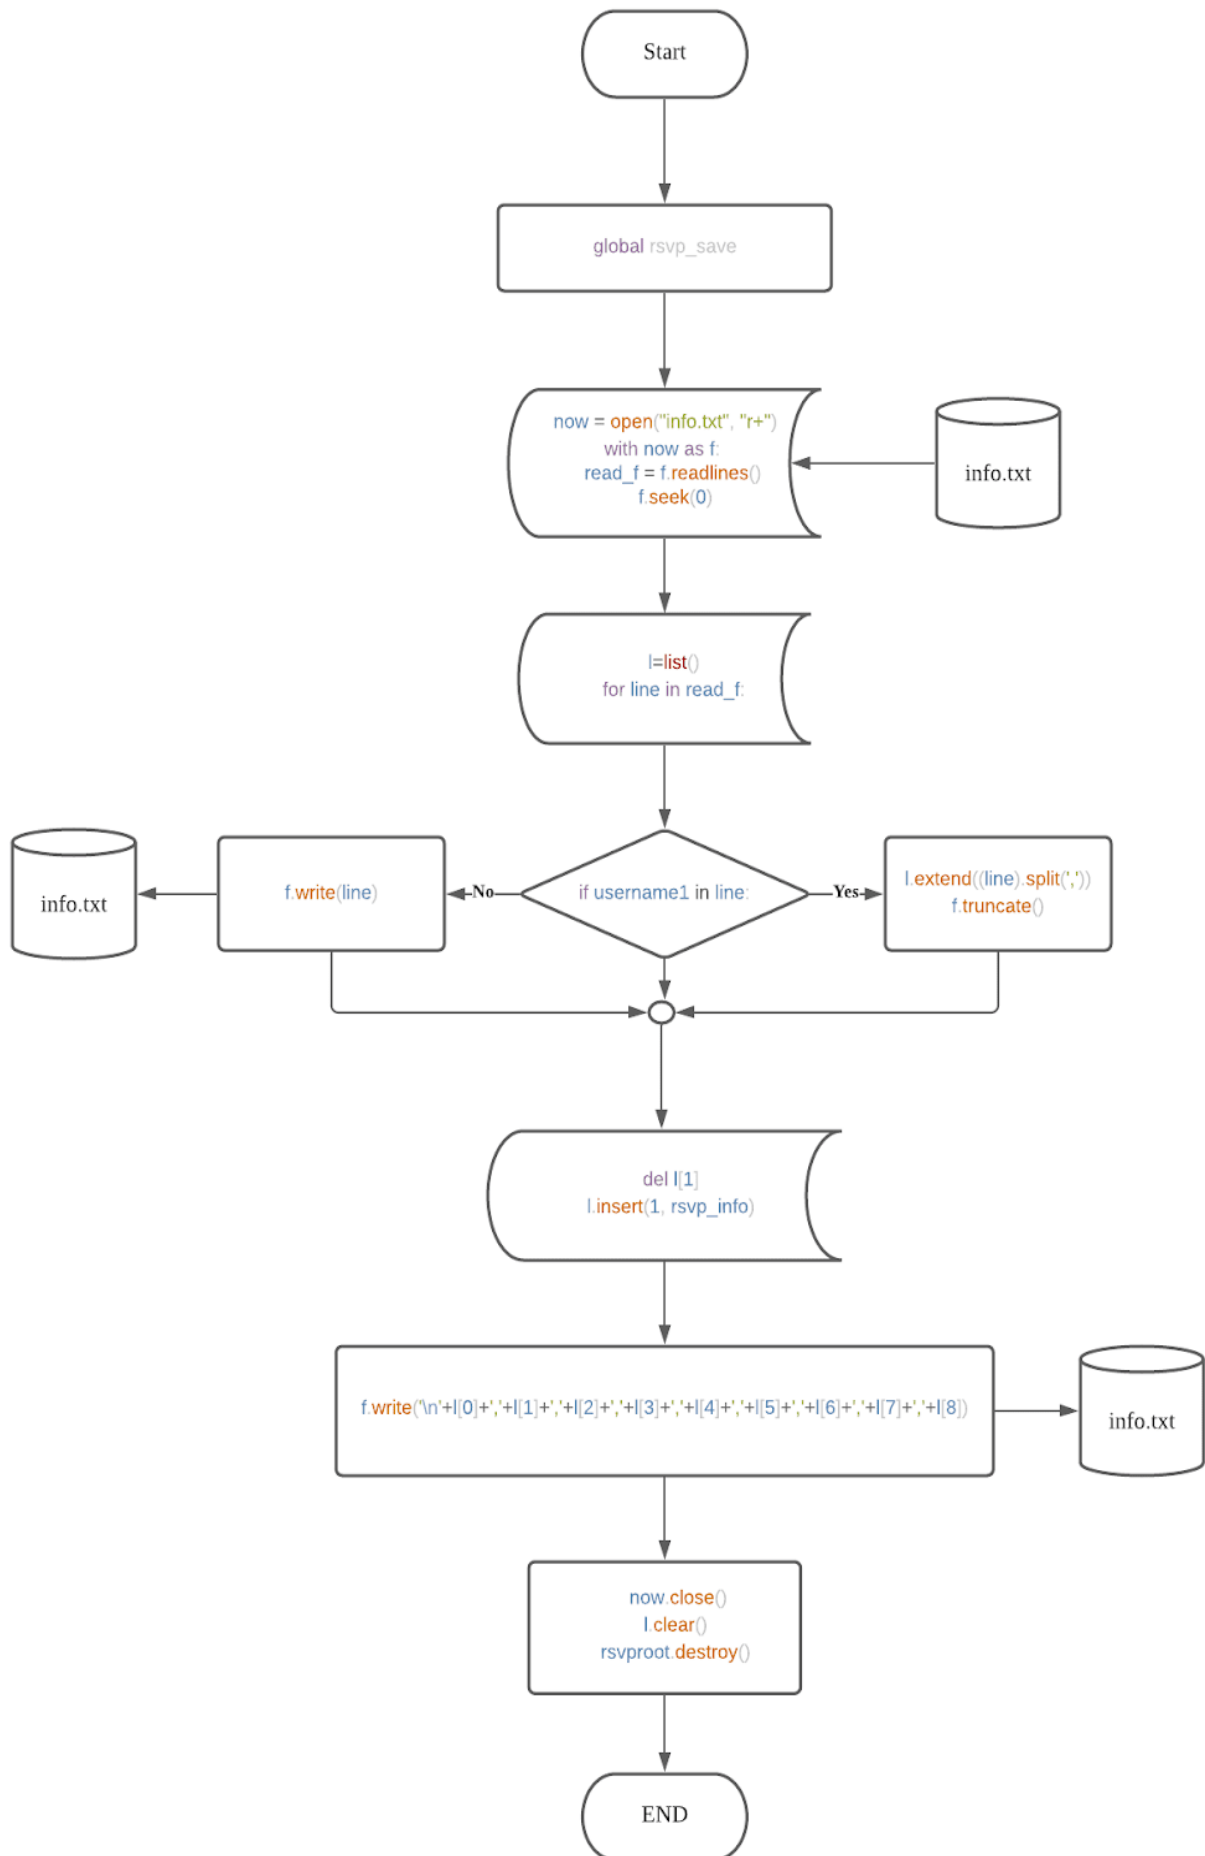 Start
global rsvp_save
now = open("info.txt", "r+")
with now as f:
read_f = f.readlines()
f.seek(0)
info.txt
l=list()
for line in read_f:
info.txt
f.write(line)
No
if username1 in line:
Yes
l.extend((line).split(','))
f.truncate()
del l[1]
l.insert(1, rsvp_info)
f.write('\n'+l[0]+','+l[1]+','+l[2]+','+l[3]+','+l[4]+','+l[5]+','+l[6]+','+l[7]+','+l[8])
info.txt
now.close()
l.clear()
rsvproot.destroy()
END